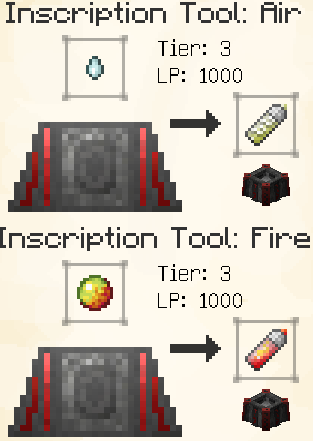 Inscription Tool: Air
Tier: 3
LP: 1000
Inscription Tool: Fire
Tier: 3
LP: 1000